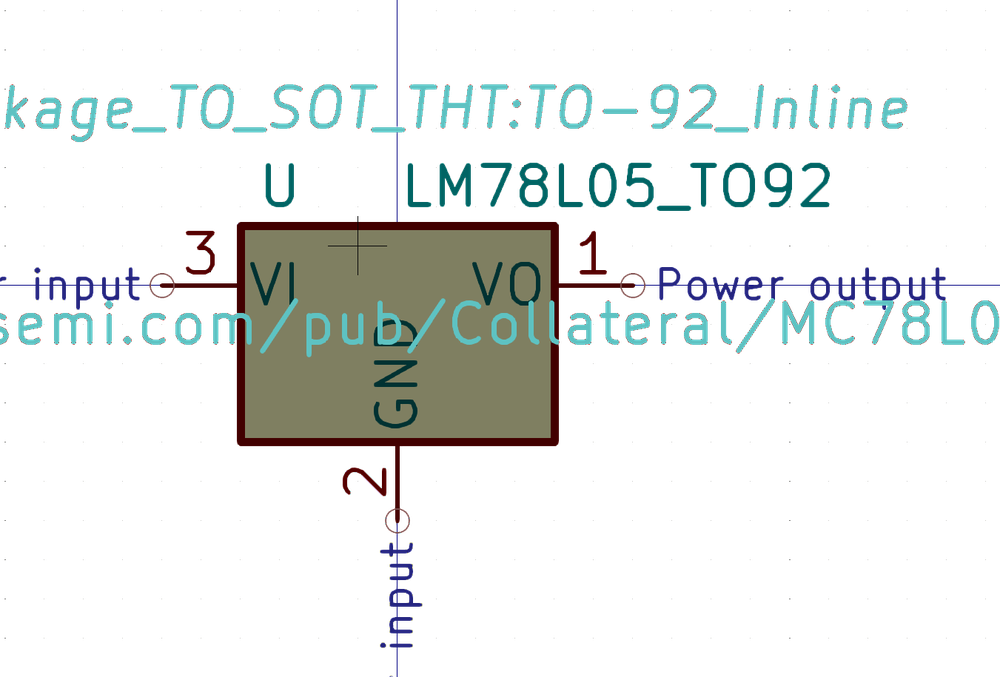 kage_TO_SOT_THT:TO-92_Inline
U LM78L05_TO92
3 1
r input VI VO Power output
semi.com/pub/Collateral/MC78L0
GND
2
input